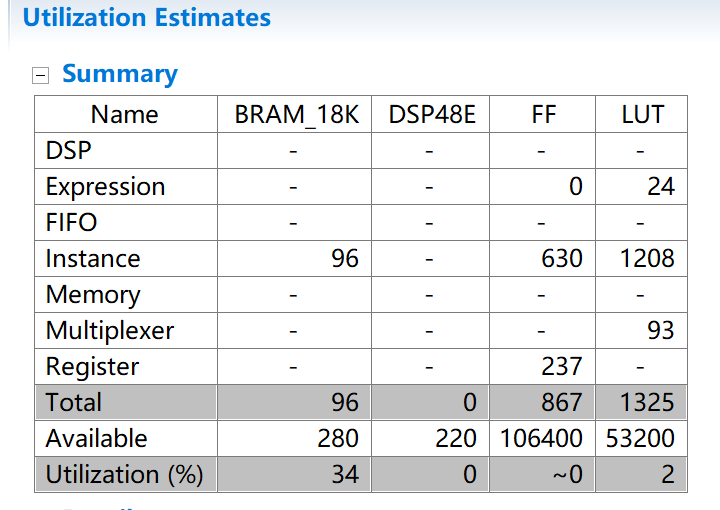 Utilization Estimates
Summary
Name BRAM_18K DSP48E FF LUT
DSP - - - -
Expression - - 0 24
FIFO - - - -
Instance 96 - 630 1208
Memory - - - -
Multiplexer - - - 93
Register - - 237 -
Total 96 0 867 1325
Available 280 220 106400 53200
Utilization (%) 34 0 ~0 2